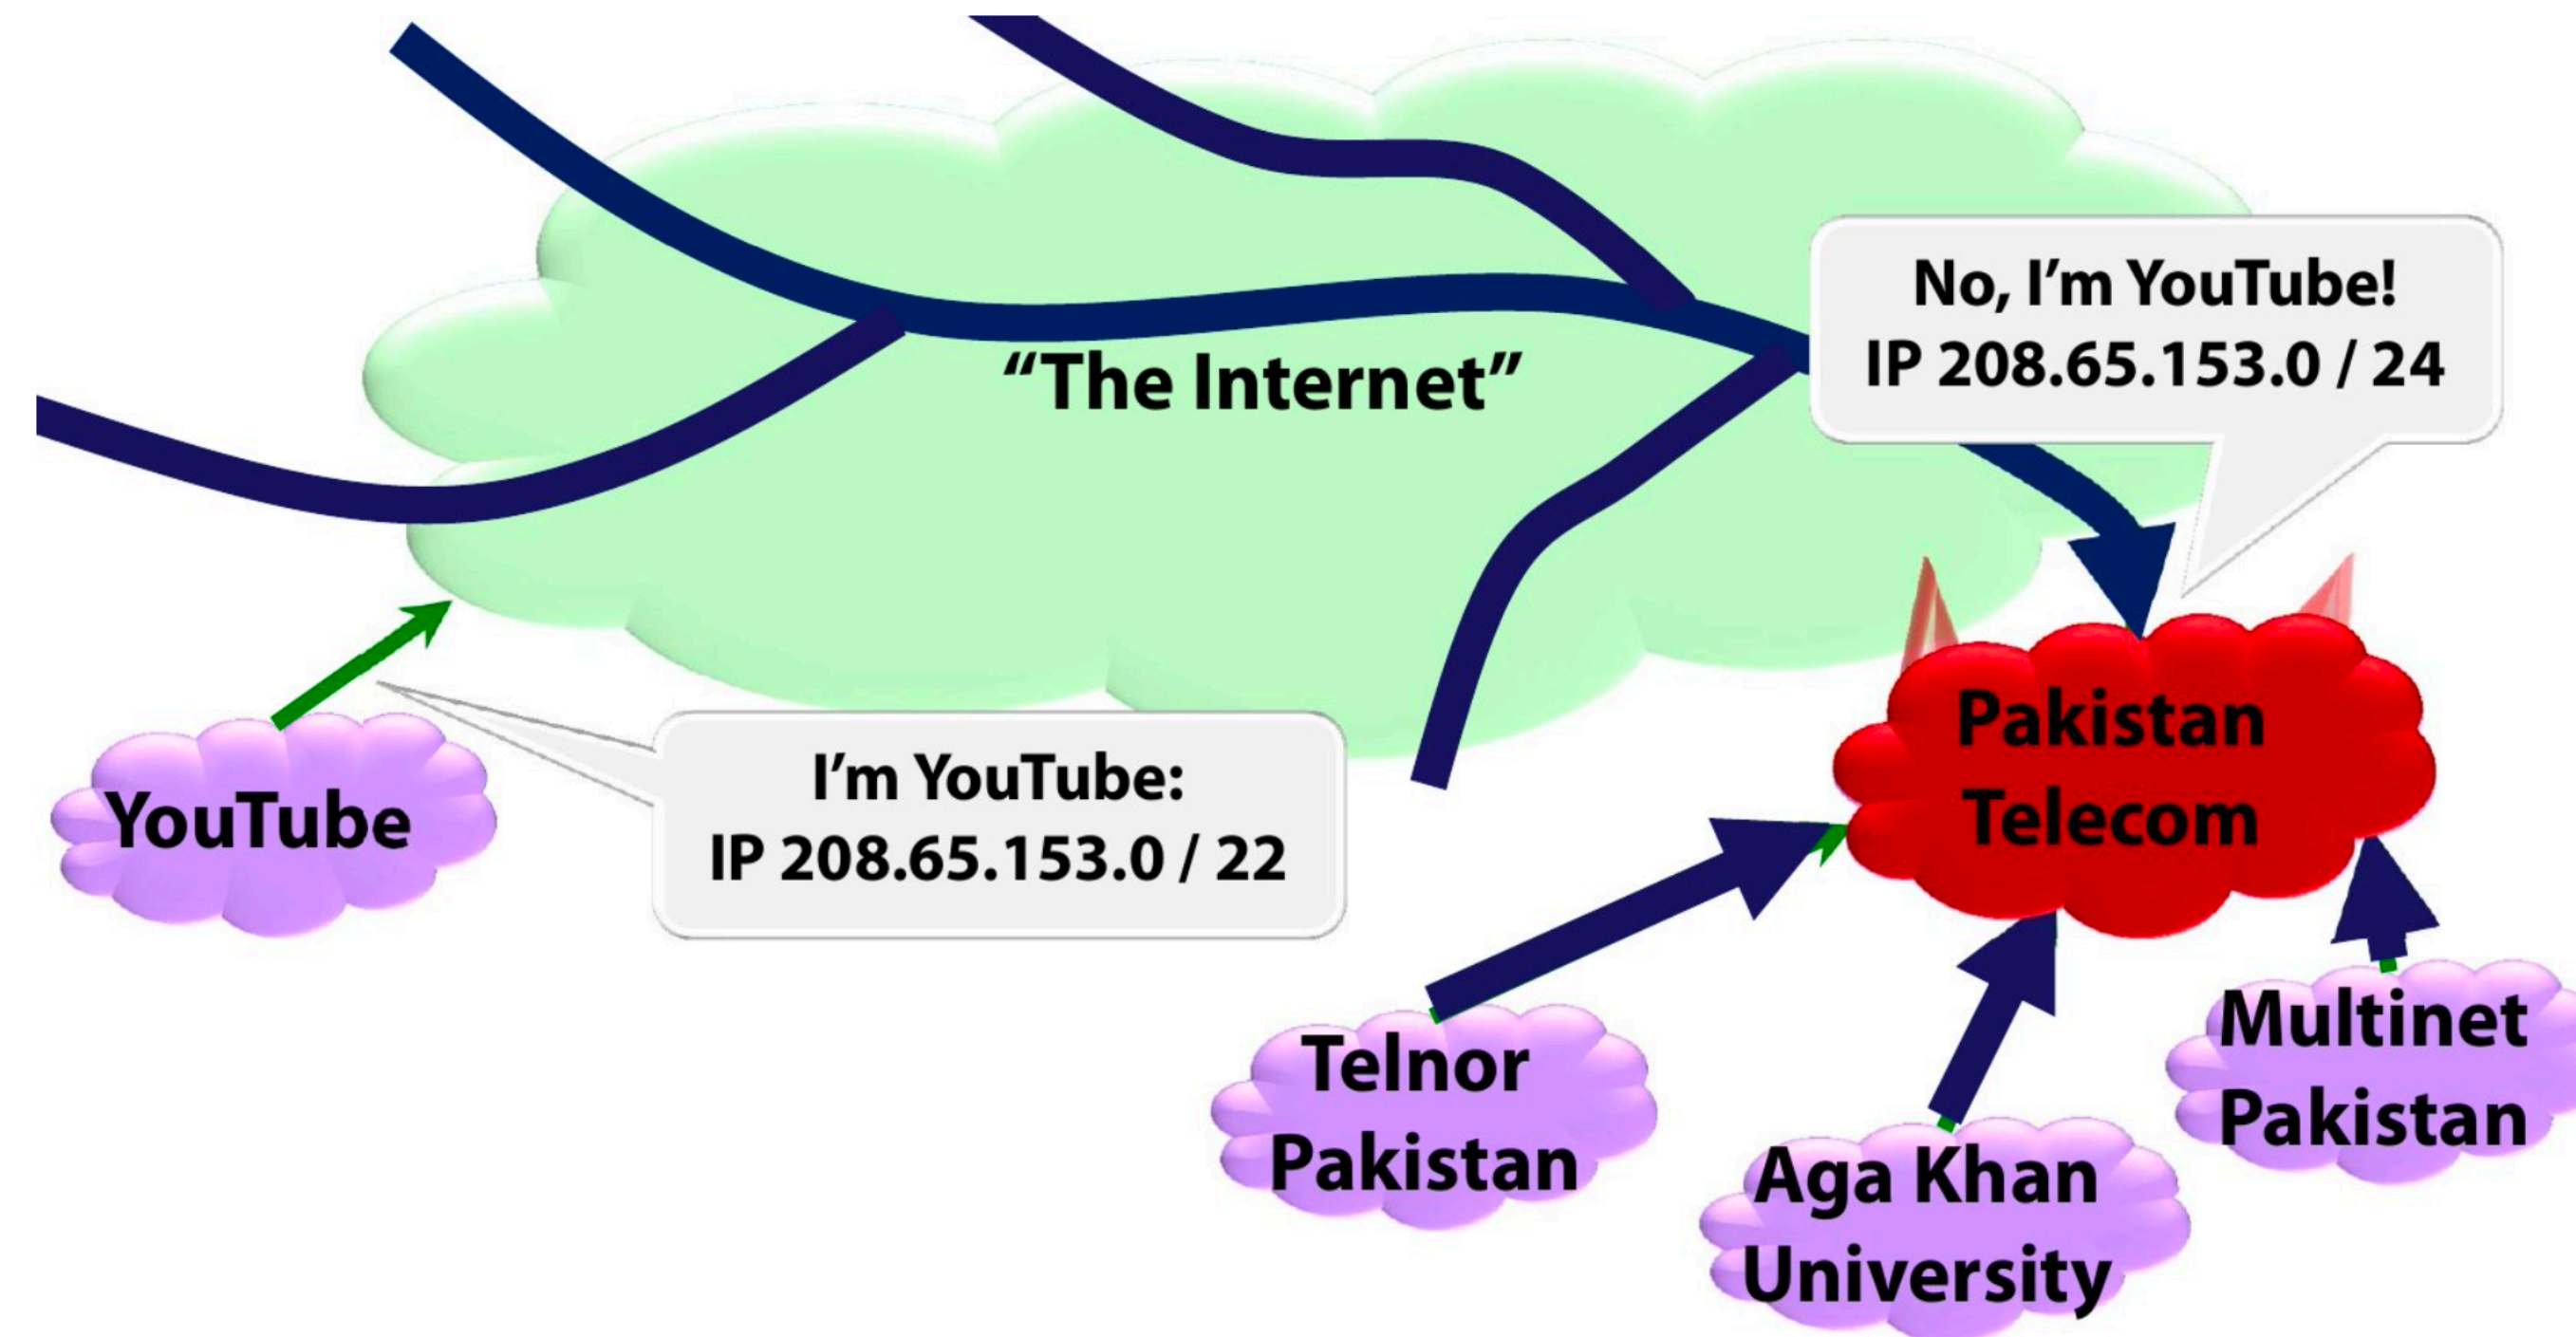 No, I’m YouTube!
IP 208.65.153.0 / 24
“The Internet”
I’m YouTube:
IP 208.65.153.0 / 22
YouTube
Pakistan
Telecom
Telnor
Pakistan
Aga Khan
University
Multinet
Pakistan